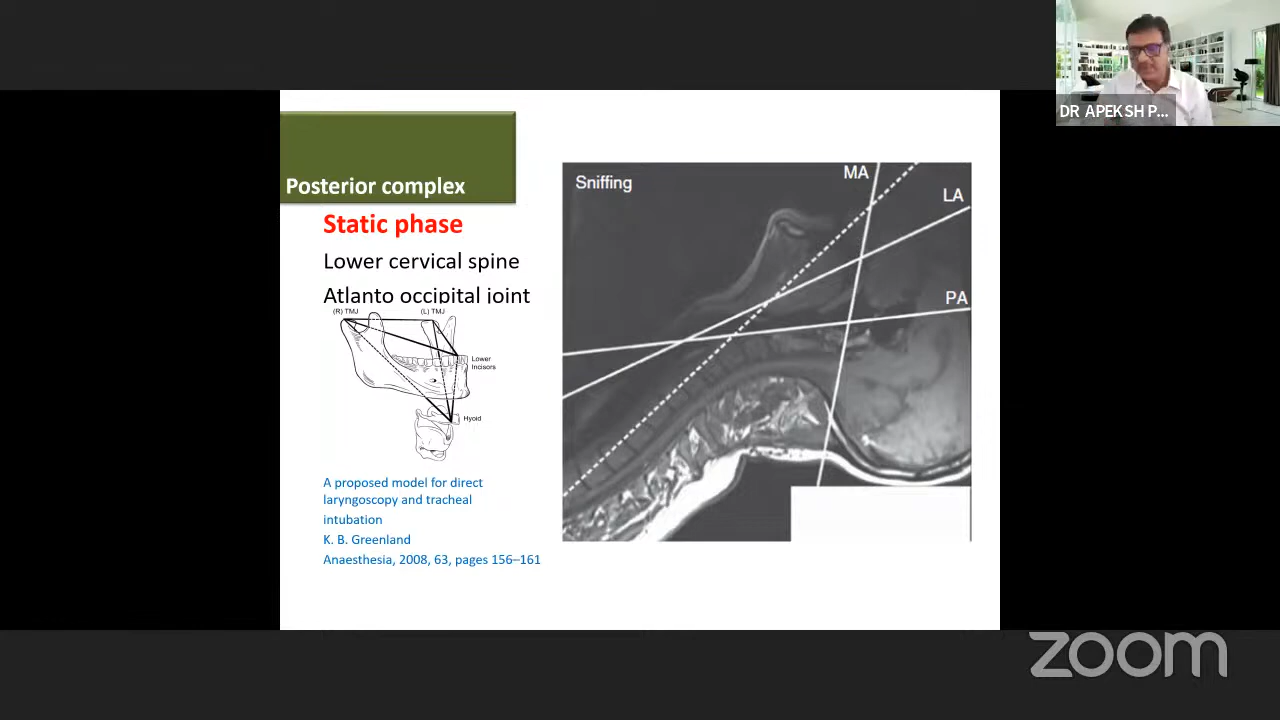 DR APEKSH P...
Posterior complex
Static phase
Lower cervical spine
Atlanto occipital joint
(R) TMJ
(L) TMJ
Lower
Incisors
Hyoid
A proposed model for direct
laryngoscopy and tracheal
intubation
K. B. Greenland
Anaesthesia, 2008, 63, pages 156–161
Sniffing
MA
LA
PA
zoom